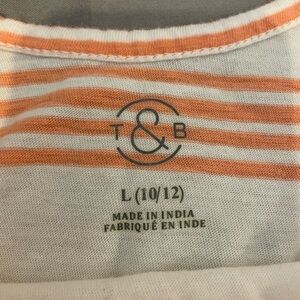 T & B
L (10/12)
MADE IN INDIA
FABRIQUÉ EN INDE